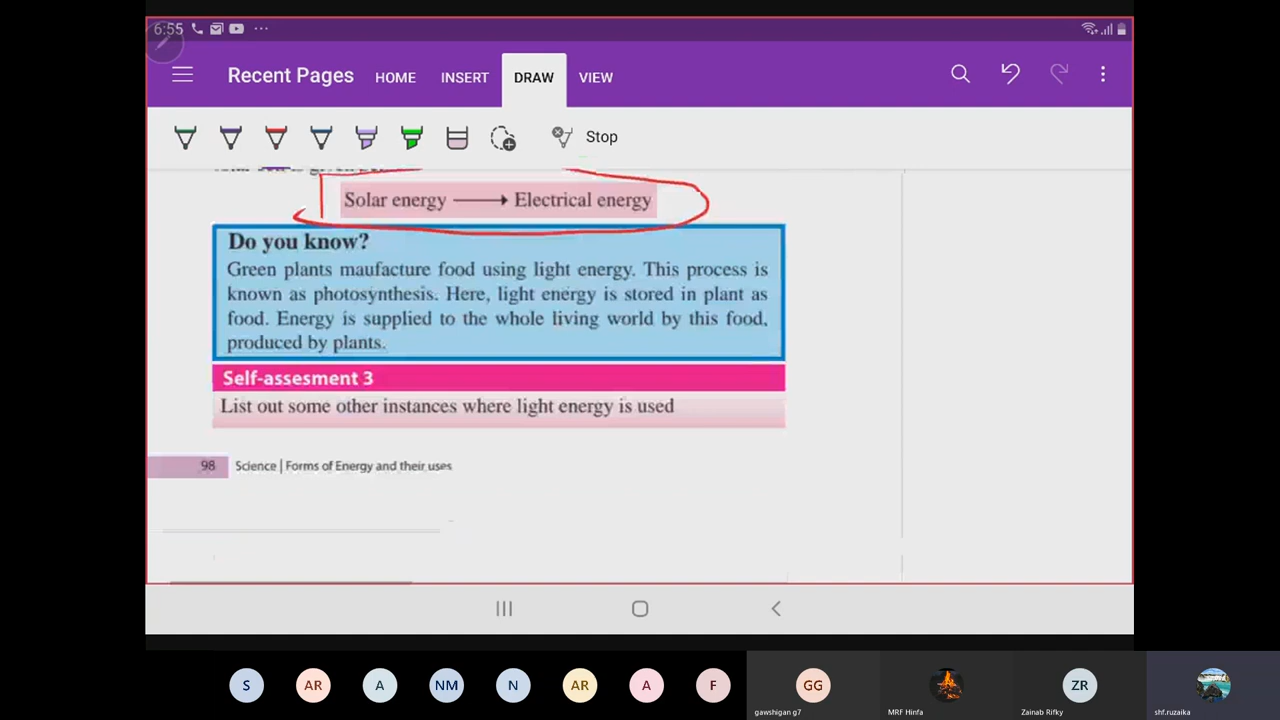 6:55
Recent Pages HOME INSERT DRAW VIEW
Stop
Solar energy ⟶ Electrical energy
Do you know?
Green plants maufacture food using light energy. This process is
known as photosynthesis. Here, light energy is stored in plant as
food. Energy is supplied to the whole living world by this food,
produced by plants.
Self-assesment 3
List out some other instances where light energy is used
98 Science | Forms of Energy and their uses
S AR A NM N AR A F GG ZR
gawshigan g7 MRF Hinfa Zainab Rifky shf.ruzaika